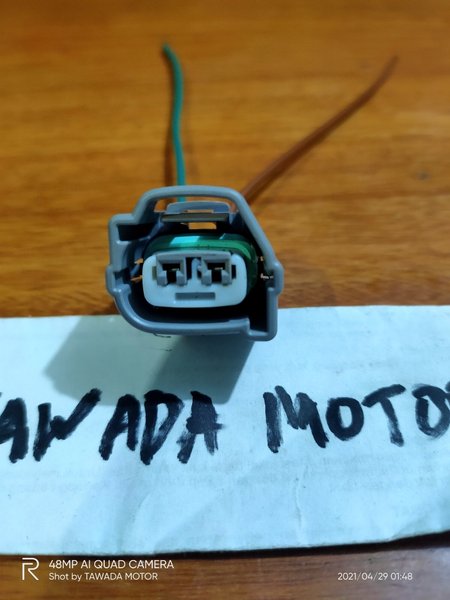 AWADA MOTO
48MP AI QUAD CAMERA
Shot by TAWADA MOTOR
2021/04/29 01:48